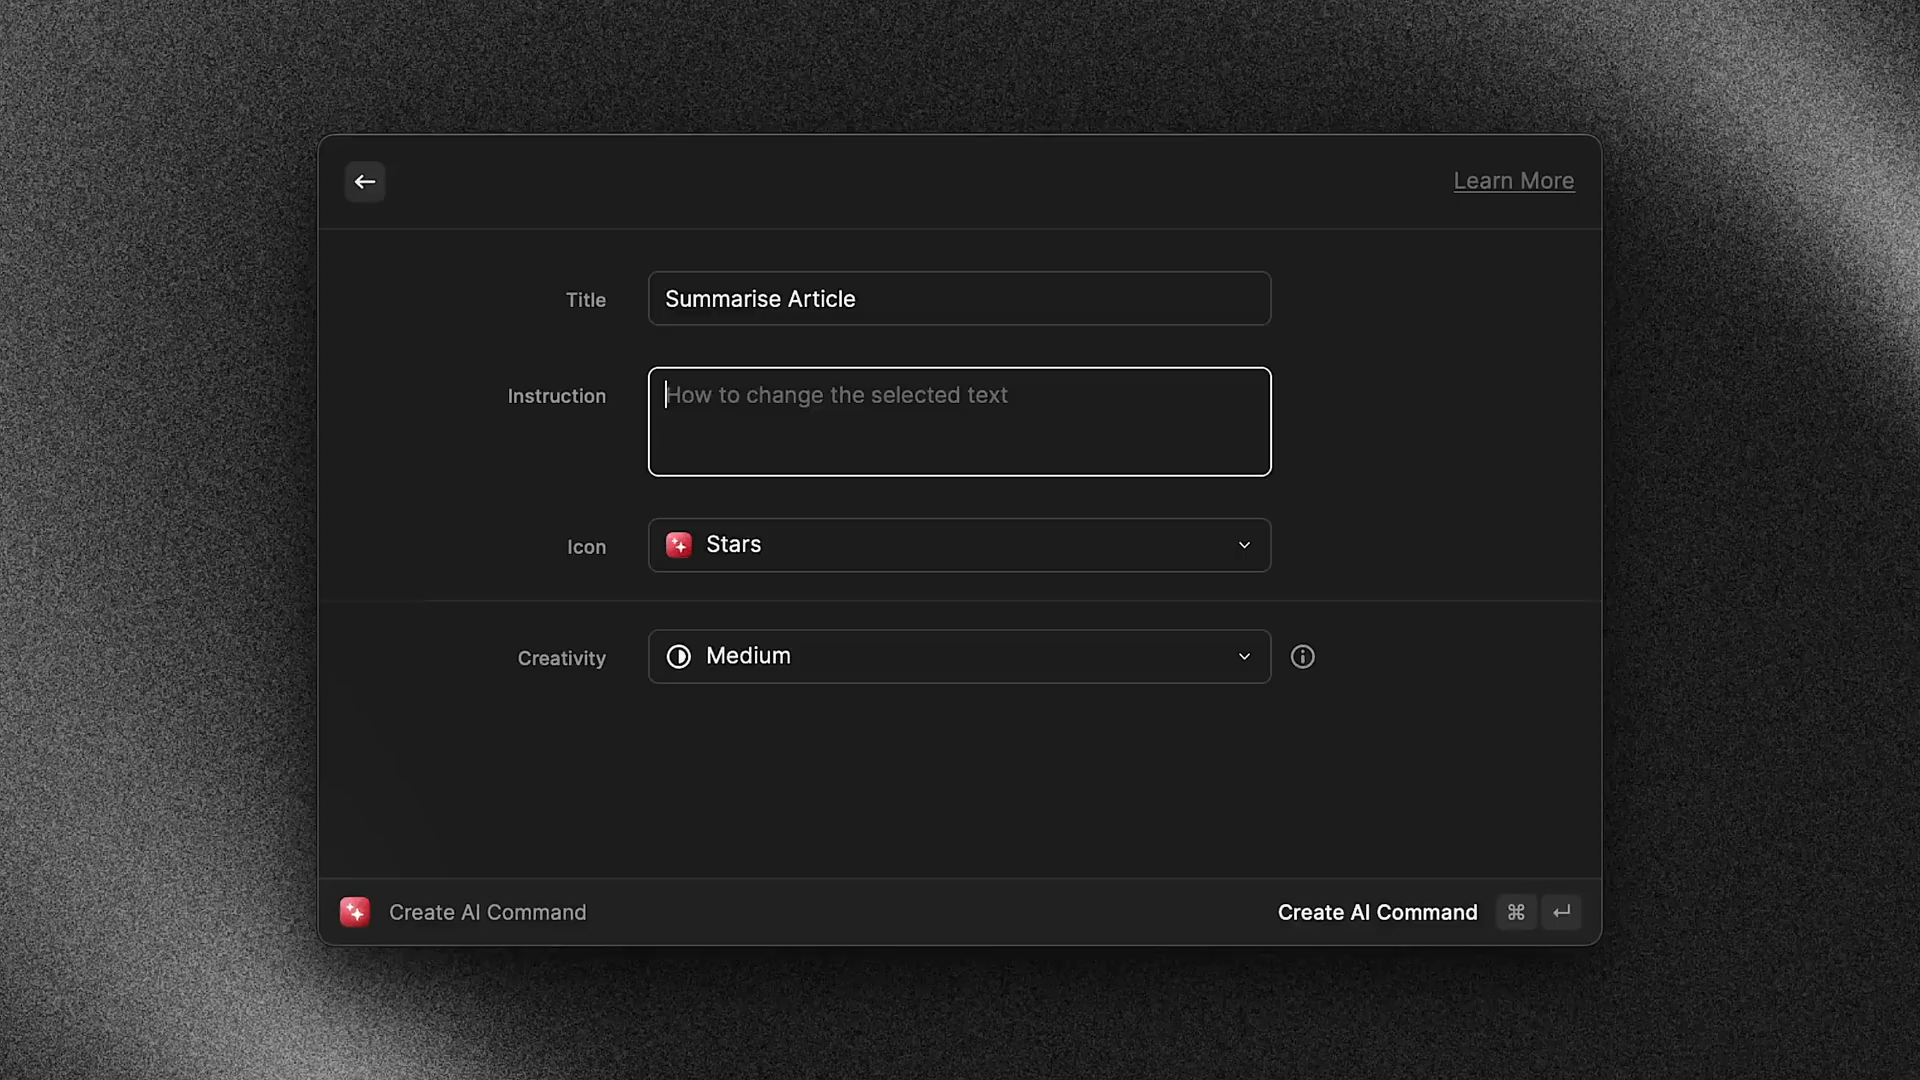 Learn More
Title
Summarise Article
Instruction
How to change the selected text
Icon
Stars
Creativity
Medium
Create AI Command
Create AI Command ⌘ ↵